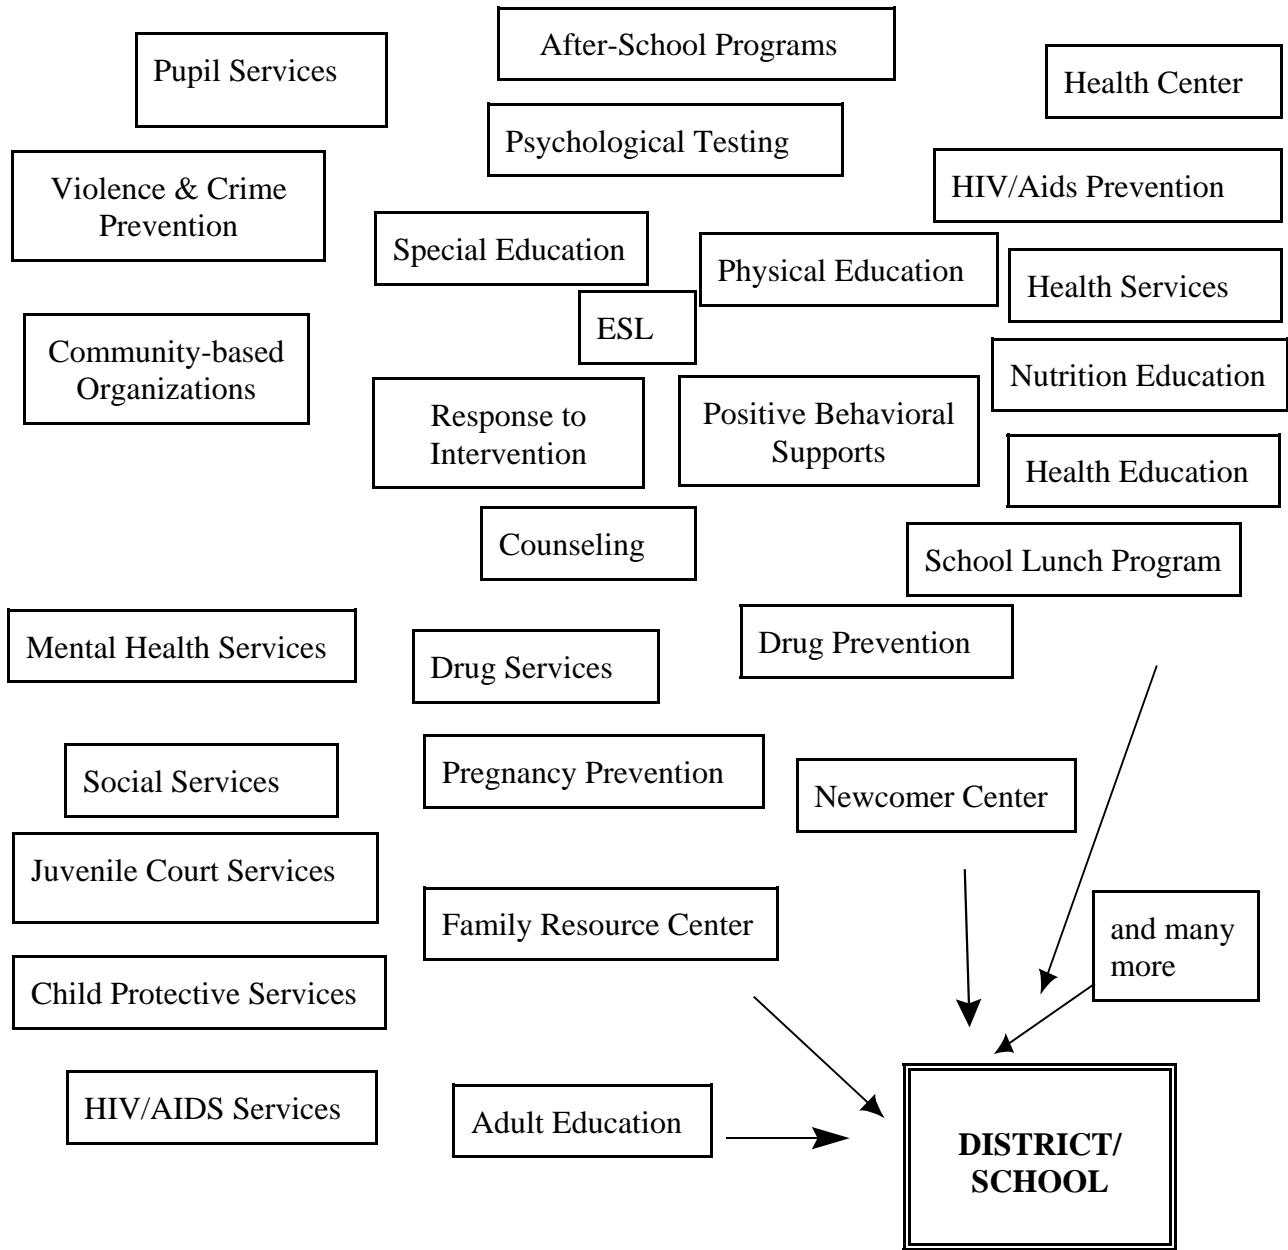 After-School Programs
Pupil Services
Health Center
Psychological Testing
Violence & Crime
Prevention
HIV/Aids Prevention
Special Education
Physical Education
Health Services
ESL
Community-based
Organizations
Nutrition Education
Response to
Intervention
Positive Behavioral
Supports
Health Education
Counseling
School Lunch Program
Mental Health Services
Drug Services
Drug Prevention
Social Services
Pregnancy Prevention
Newcomer Center
Juvenile Court Services
Family Resource Center
and many
more
Child Protective Services
HIV/AIDS Services
Adult Education
DISTRICT/
SCHOOL